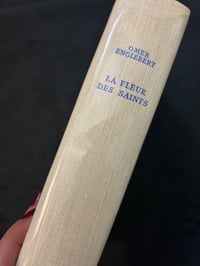 OMER
ENGLEBERT
LA FLEUR
DES SAINTS